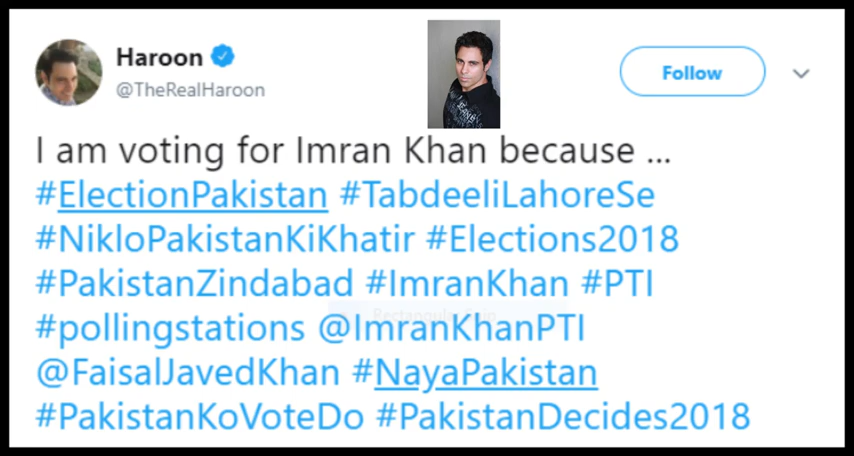 Haroon
@TheRealHaroon
Follow
I am voting for Imran Khan because ...
#ElectionPakistan #TabdeeliLahoreSe
#NikloPakistanKiKhatir #Elections2018
#PakistanZindabad #ImranKhan #PTI
#pollingstations @ImranKhanPTI
@FaisalJavedKhan #NayaPakistan
#PakistanKoVoteDo #PakistanDecides2018